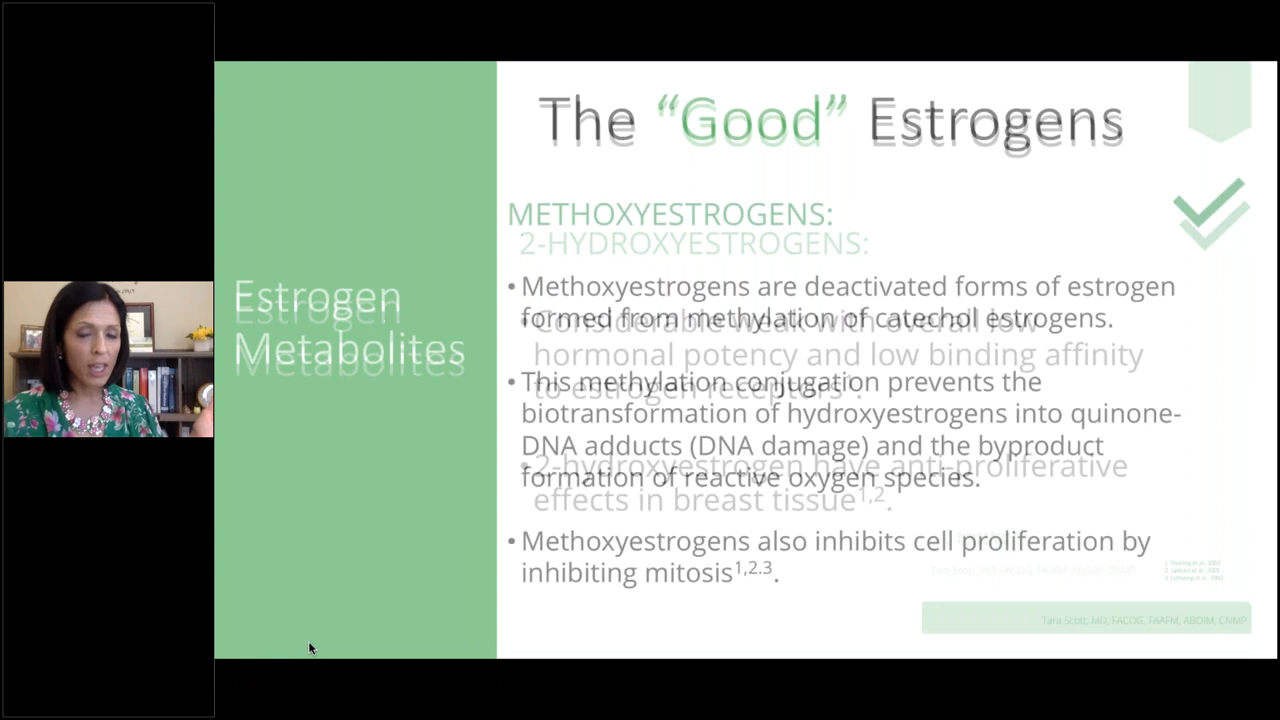 The “Good” Estrogens
METHOXYESTROGENS:
2-HYDROXYESTROGENS:
Estrogen
Metabolites
• Methoxyestrogens are deactivated forms of estrogen
formed from methylation of catechol estrogens.
• Considerable weak with overall low
hormonal potency and low binding affinity
to estrogen receptors
• This methylation conjugation prevents the
biotransformation of hydroxyestrogens into quinone-
DNA adducts (DNA damage) and the byproduct
formation of reactive oxygen species.
• 2-hydroxyestrogen have anti-proliferative
effects in breast tissue1,2.
• Methoxyestrogens also inhibits cell proliferation by
inhibiting mitosis1,2.3.
Tara Scott, MD, FACOG, FAAFM, ABOIM, CNMP